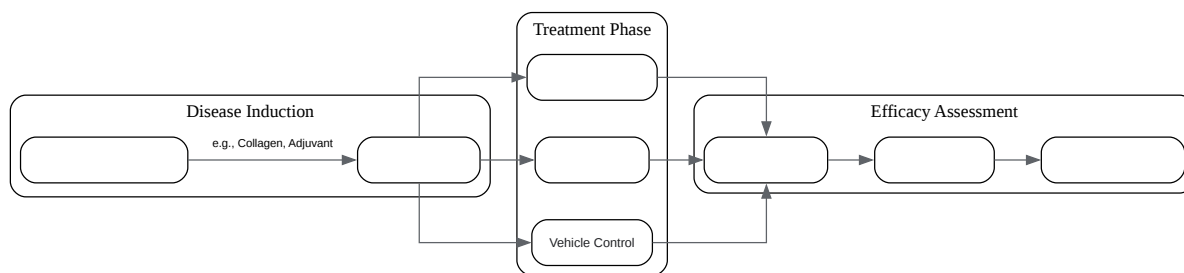 Treatment Phase
Disease Induction
e.g., Collagen, Adjuvant
Efficacy Assessment
Vehicle Control